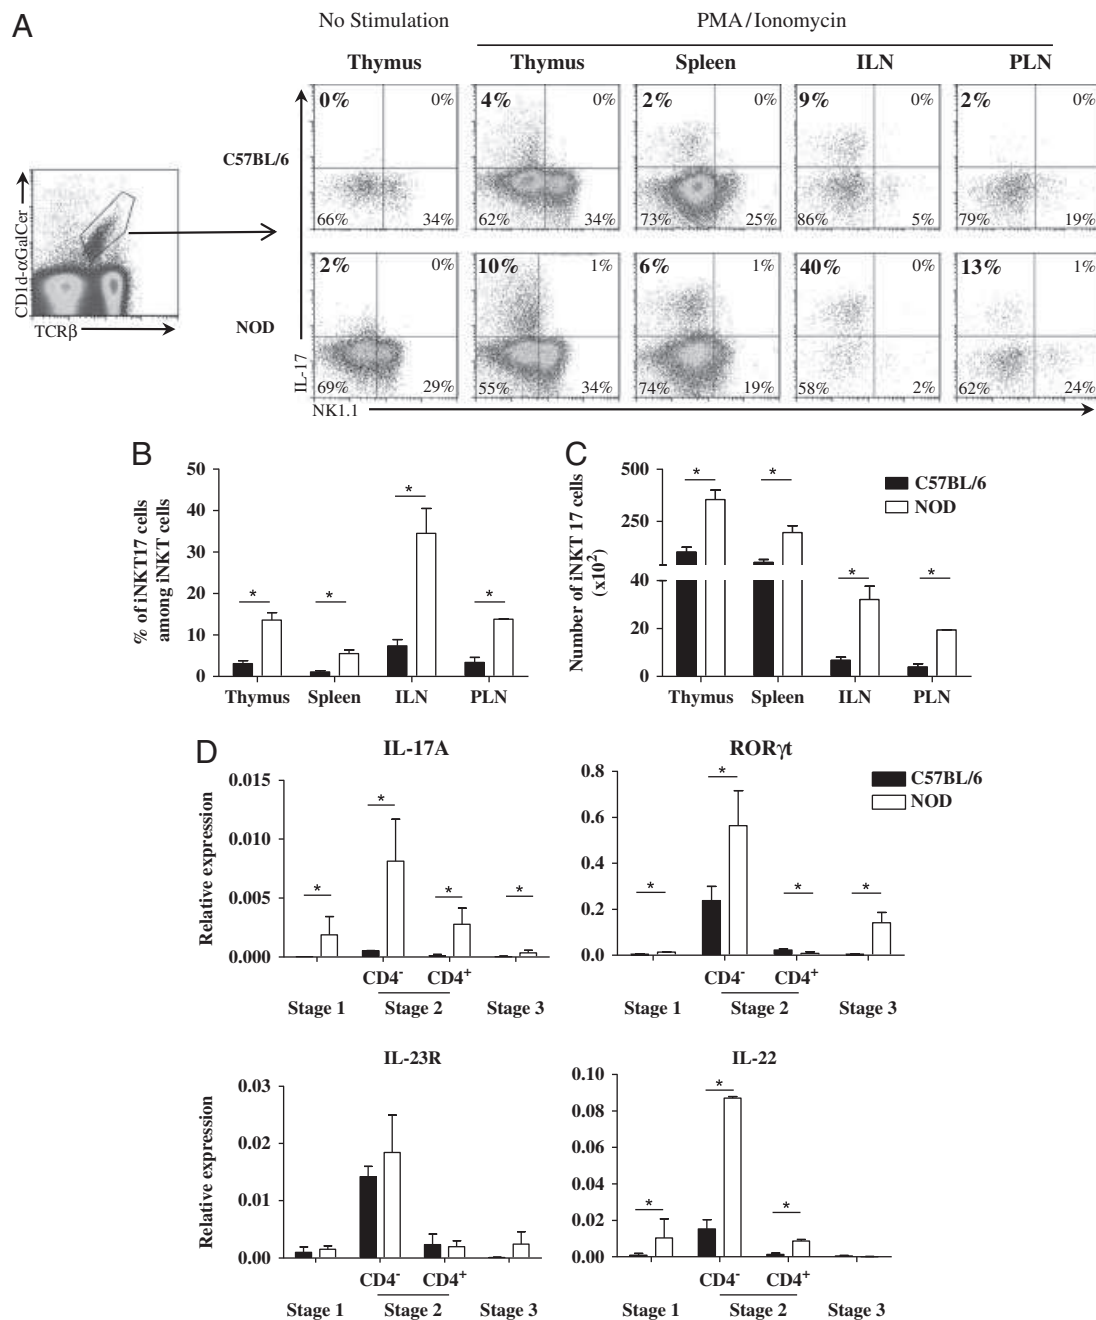 A
No Stimulation
PMA/Ionomycin
Thymus
Thymus
Spleen
ILN
PLN
C57BL/6
0%
0%
66%
34%
4%
0%
62%
34%
2%
0%
73%
25%
9%
0%
86%
5%
2%
0%
79%
19%
CD1d-αGalCer
TCRβ
NOD
2%
0%
69%
29%
10%
1%
55%
34%
6%
1%
74%
19%
40%
0%
58%
2%
13%
1%
62%
24%
IL-17
NK1.1
B
% of iNKT17 cells
among iNKT cells
50
40
30
20
10
0
*
*
*
*
Thymus
Spleen
ILN
PLN
C
Number of iNKT 17 cells
(x10²)
500
250
40
20
0
*
*
*
*
Thymus
Spleen
ILN
PLN
C57BL/6
NOD
D
IL-17A
Relative expression
0.015
0.010
0.005
0.000
*
*
*
*
CD4⁻
CD4⁺
Stage 1
Stage 2
Stage 3
RORγt
0.8
0.6
0.4
0.2
0.0
*
*
*
*
CD4⁻
CD4⁺
Stage 1
Stage 2
Stage 3
C57BL/6
NOD
IL-23R
Relative expression
0.03
0.02
0.01
0.00
CD4⁻
CD4⁺
Stage 1
Stage 2
Stage 3
IL-22
0.10
0.08
0.06
0.04
0.02
0.00
*
*
*
CD4⁻
CD4⁺
Stage 1
Stage 2
Stage 3